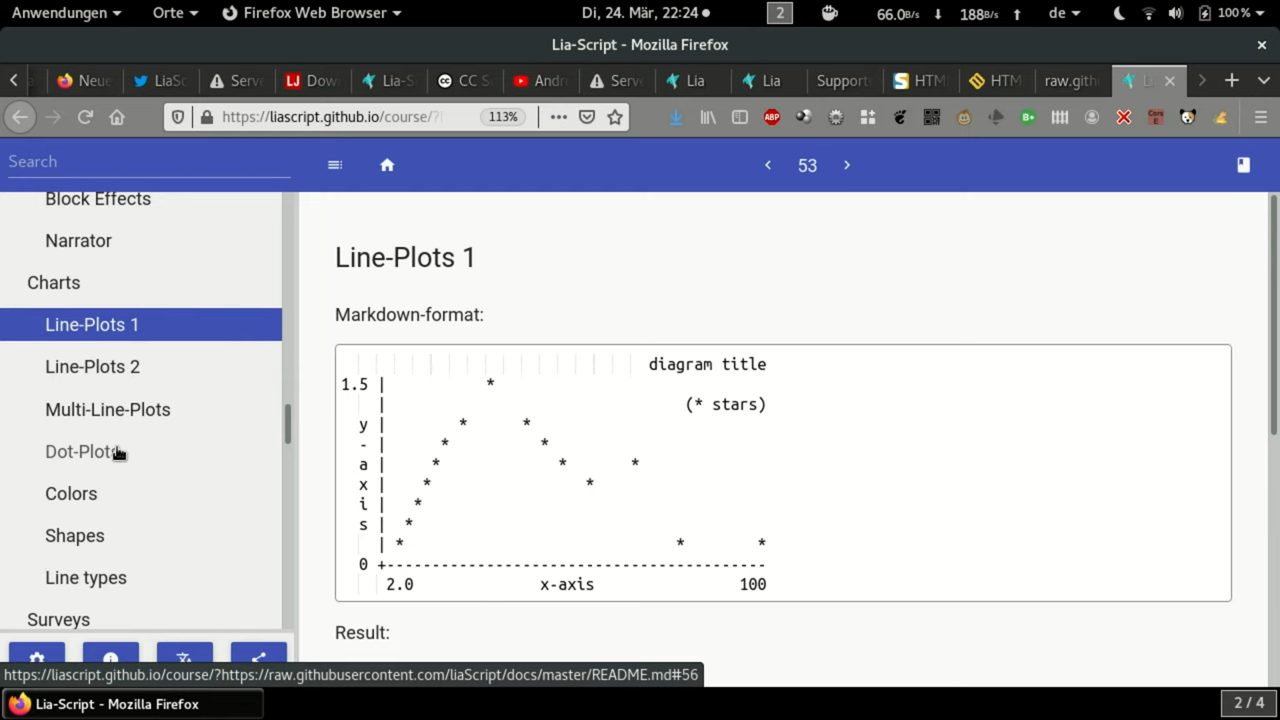 Anwendungen Orte Firefox Web Browser Di, 24. Mär, 22:24 2 66.0B/s 188B/s de 100%
Lia-Script - Mozilla Firefox
Neue LiaSc Serve Dow Lia-S CC S Andr Serve Lia Lia Support HTM HTM raw.gith
https://liascript.github.io/course/? 113%
Search
53
Block Effects
Narrator
Charts
Line-Plots 1
Line-Plots 2
Multi-Line-Plots
Dot-Plots
Colors
Shapes
Line types
Surveys
Line-Plots 1
Markdown-format:
diagram title
1.5 | *
| (* stars)
y | * *
- | * *
a | * * *
x | * *
i | *
s | *
| * * *
0 +------------------------------------------
2.0 x-axis 100
Result:
https://liascript.github.io/course/?https://raw.githubusercontent.com/liaScript/docs/master/README.md#56
Lia-Script - Mozilla Firefox 2 / 4